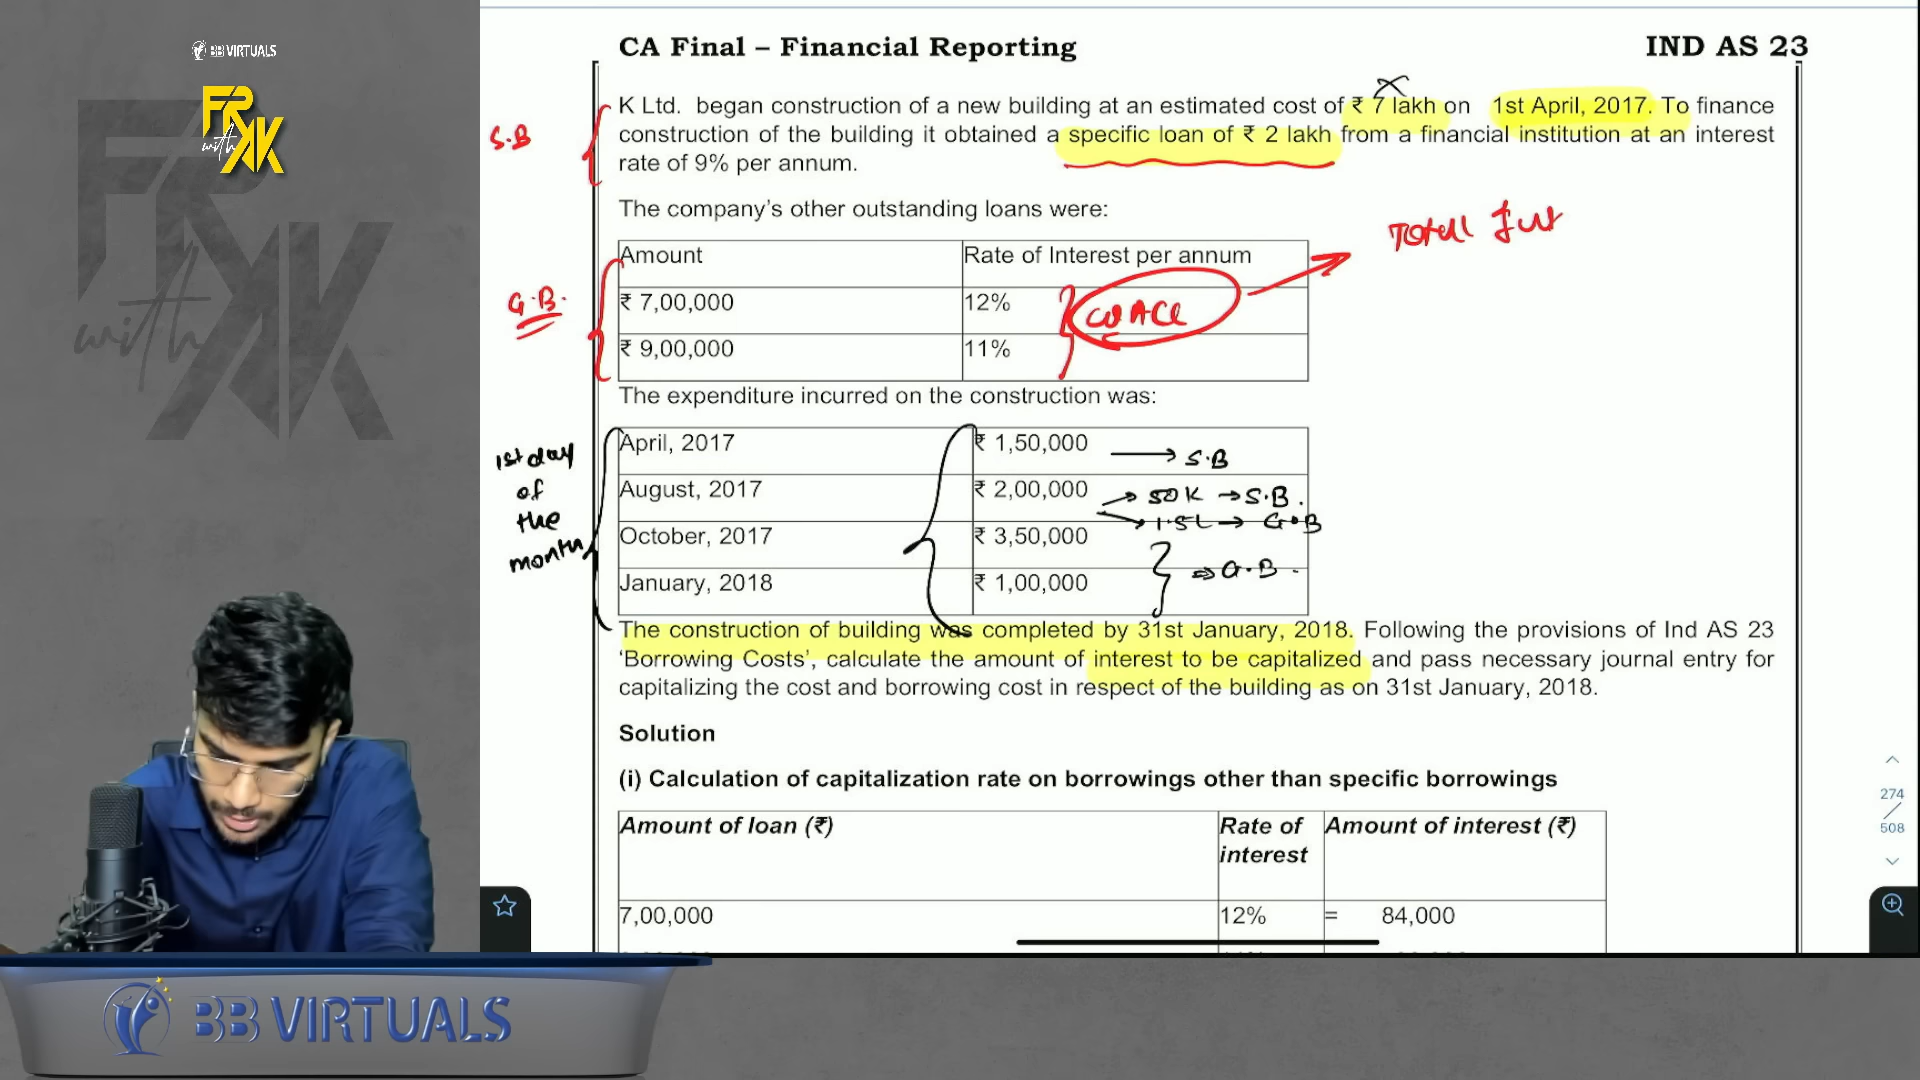 BB VIRTUALS
FR
with
KK
CA Final – Financial Reporting
IND AS 23
K Ltd. began construction of a new building at an estimated cost of ₹ 7 lakh on 1st April, 2017. To finance
construction of the building it obtained a specific loan of ₹ 2 lakh from a financial institution at an interest
rate of 9% per annum.
S.B
The company's other outstanding loans were:
Amount
Rate of Interest per annum
₹ 7,00,000
12%
₹ 9,00,000
11%
G.B.
Total
The expenditure incurred on the construction was:
1st day
of
the
month
April, 2017
₹ 1,50,000
→ S.B
August, 2017
₹ 2,00,000
→ 50K → S.B.
→ 1.5L → G.B
October, 2017
₹ 3,50,000
January, 2018
₹ 1,00,000
⇒ G.B.
The construction of building was completed by 31st January, 2018. Following the provisions of Ind AS 23
‘Borrowing Costs’, calculate the amount of interest to be capitalized and pass necessary journal entry for
capitalizing the cost and borrowing cost in respect of the building as on 31st January, 2018.
Solution
(i) Calculation of capitalization rate on borrowings other than specific borrowings
Amount of loan (₹)
Rate of
interest
Amount of interest (₹)
7,00,000
12%
= 84,000
274
508
BB VIRTUALS